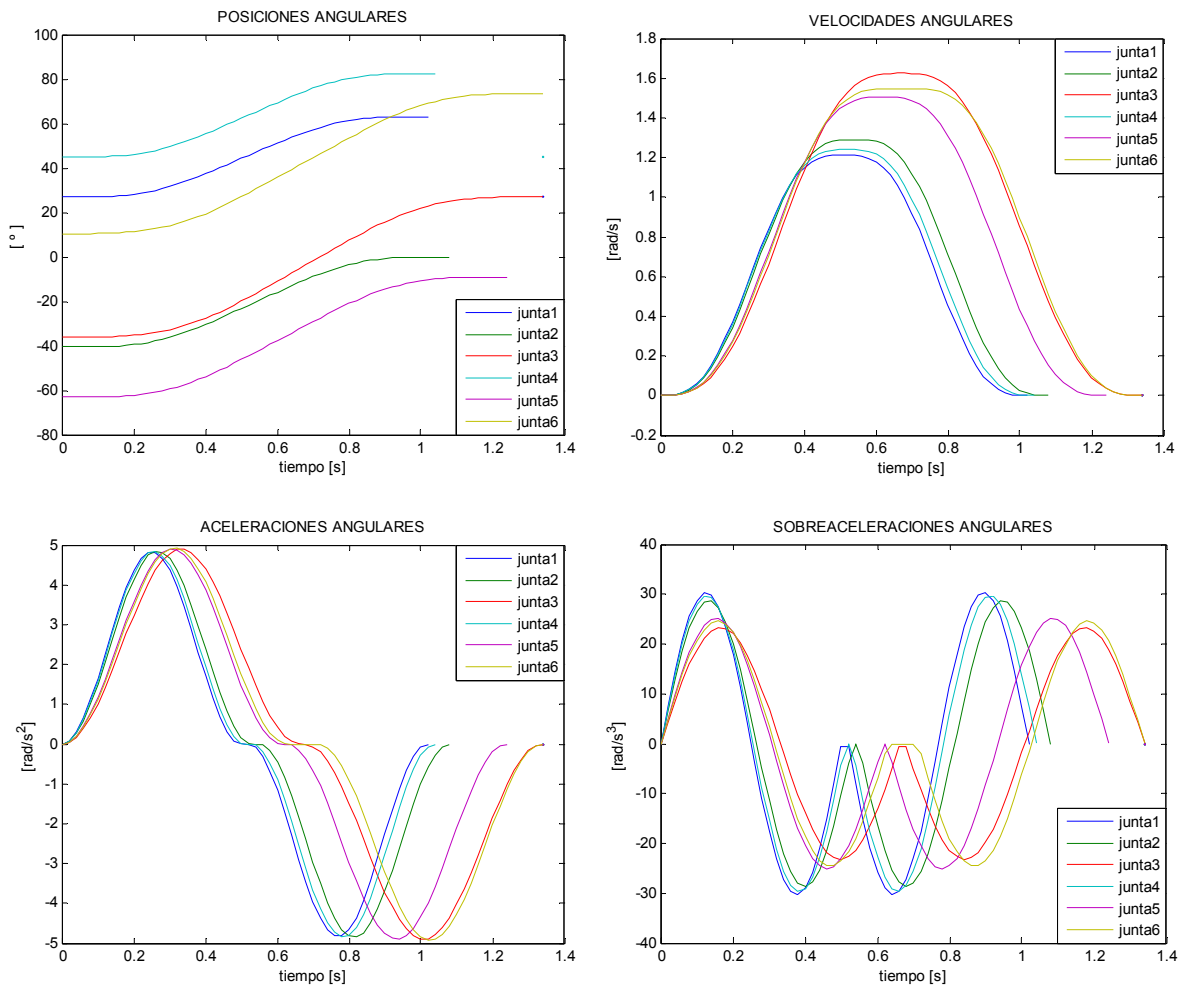 POSICIONES ANGULARES
100
80
60
40
20
0
-20
-40
-60
-80
[ º ]
0 0.2 0.4 0.6 0.8 1 1.2 1.4
tiempo [s]
junta1
junta2
junta3
junta4
junta5
junta6
VELOCIDADES ANGULARES
1.8
1.6
1.4
1.2
1
0.8
0.6
0.4
0.2
0
-0.2
[rad/s]
0 0.2 0.4 0.6 0.8 1 1.2 1.4
tiempo [s]
junta1
junta2
junta3
junta4
junta5
junta6
ACELERACIONES ANGULARES
5
4
3
2
1
0
-1
-2
-3
-4
-5
[rad/s²]
0 0.2 0.4 0.6 0.8 1 1.2 1.4
tiempo [s]
junta1
junta2
junta3
junta4
junta5
junta6
SOBREACELERACIONES ANGULARES
40
30
20
10
0
-10
-20
-30
-40
[rad/s³]
0 0.2 0.4 0.6 0.8 1 1.2 1.4
tiempo [s]
junta1
junta2
junta3
junta4
junta5
junta6